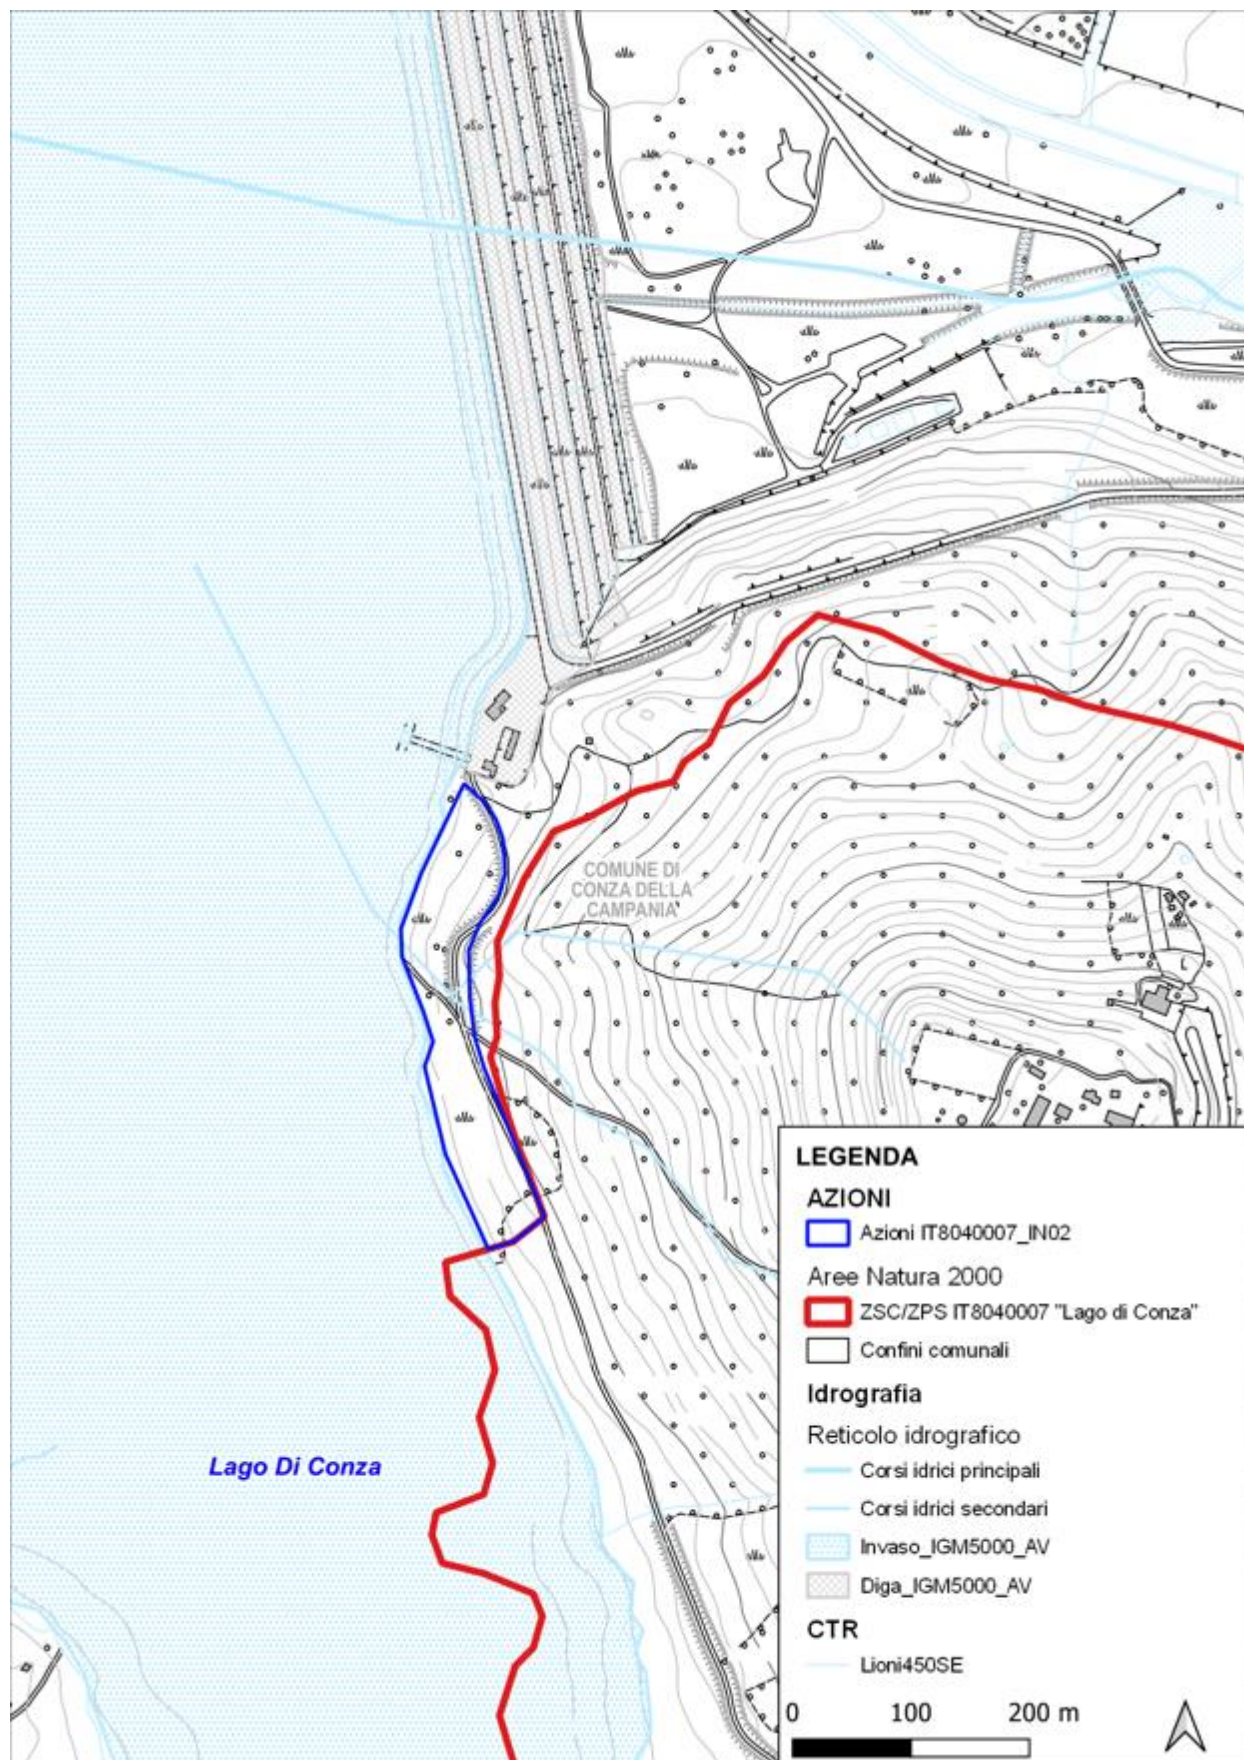 COMUNE DI
CONZA DELLA
CAMPANIA
L
Lago Di Conza
LEGENDA
AZIONI
Azioni IT8040007_IN02
Aree Natura 2000
ZSC/ZPS IT8040007 "Lago di Conza"
Confini comunali
Idrografia
Reticolo idrografico
Corsi idrici principali
Corsi idrici secondari
Invaso_IGM5000_AV
Diga_IGM5000_AV
CTR
Lioni450SE
0 100 200 m